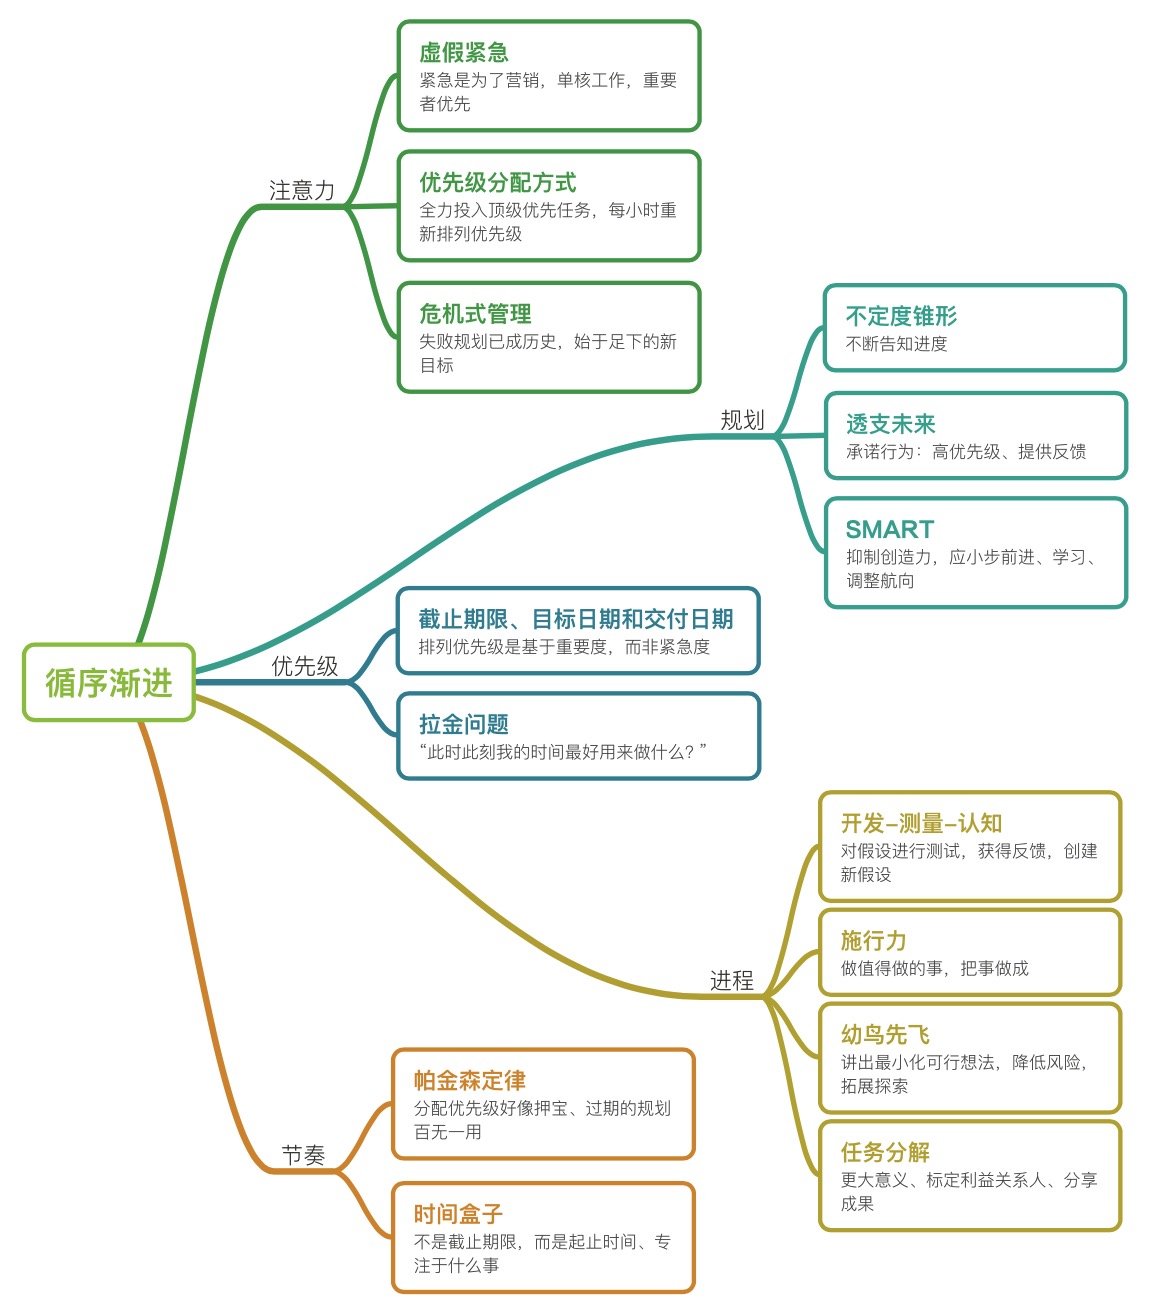 循序渐进
注意力
虚假紧急
紧急是为了营销，单核工作，重要
者优先
优先级分配方式
全力投入顶级优先任务，每小时重
新排列优先级
危机式管理
失败规划已成历史，始于足下的新
目标
规划
不定度锥形
不断告知进度
透支未来
承诺行为：高优先级、提供反馈
SMART
抑制创造力，应小步前进、学习、
调整航向
优先级
截止期限、目标日期和交付日期
排列优先级是基于重要度，而非紧急度
拉金问题
“此时此刻我的时间最好用来做什么？”
进程
开发–测量–认知
对假设进行测试，获得反馈，创建
新假设
施行力
做值得做的事，把事做成
幼鸟先飞
讲出最小化可行想法，降低风险，
拓展探索
任务分解
更大意义、标定利益关系人、分享
成果
节奏
帕金森定律
分配优先级好像押宝、过期的规划
百无一用
时间盒子
不是截止期限，而是起止时间、专
注于什么事